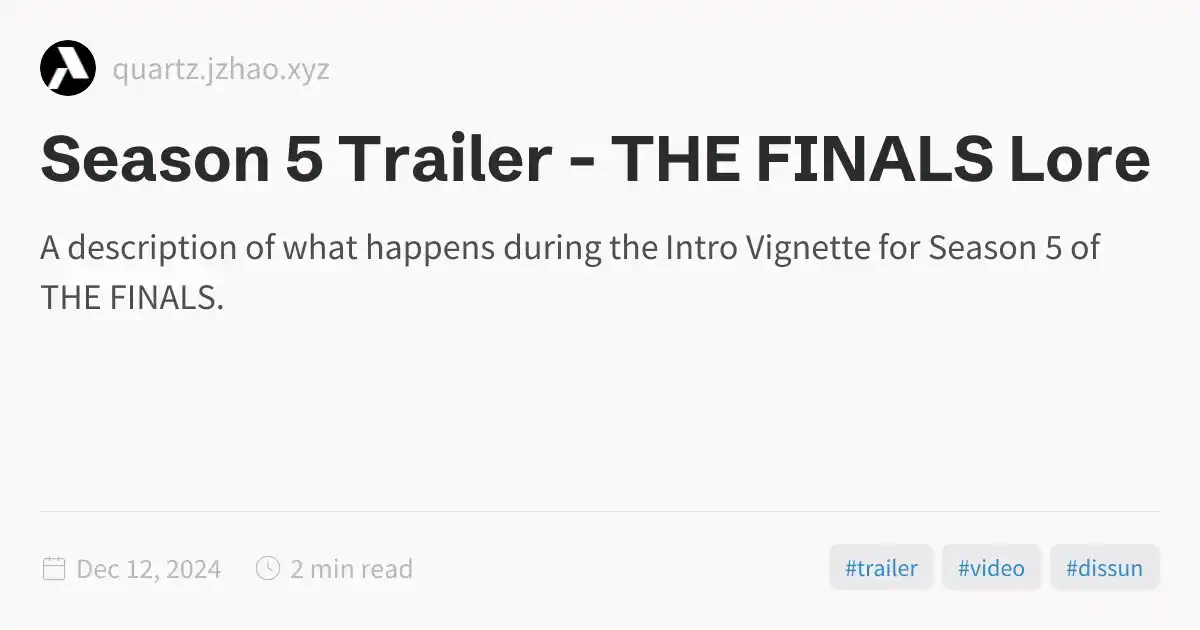 quartz.jzhao.xyz
Season 5 Trailer - THE FINALS Lore
A description of what happens during the Intro Vignette for Season 5 of
THE FINALS.
Dec 12, 2024
2 min read
#trailer
#video
#dissun